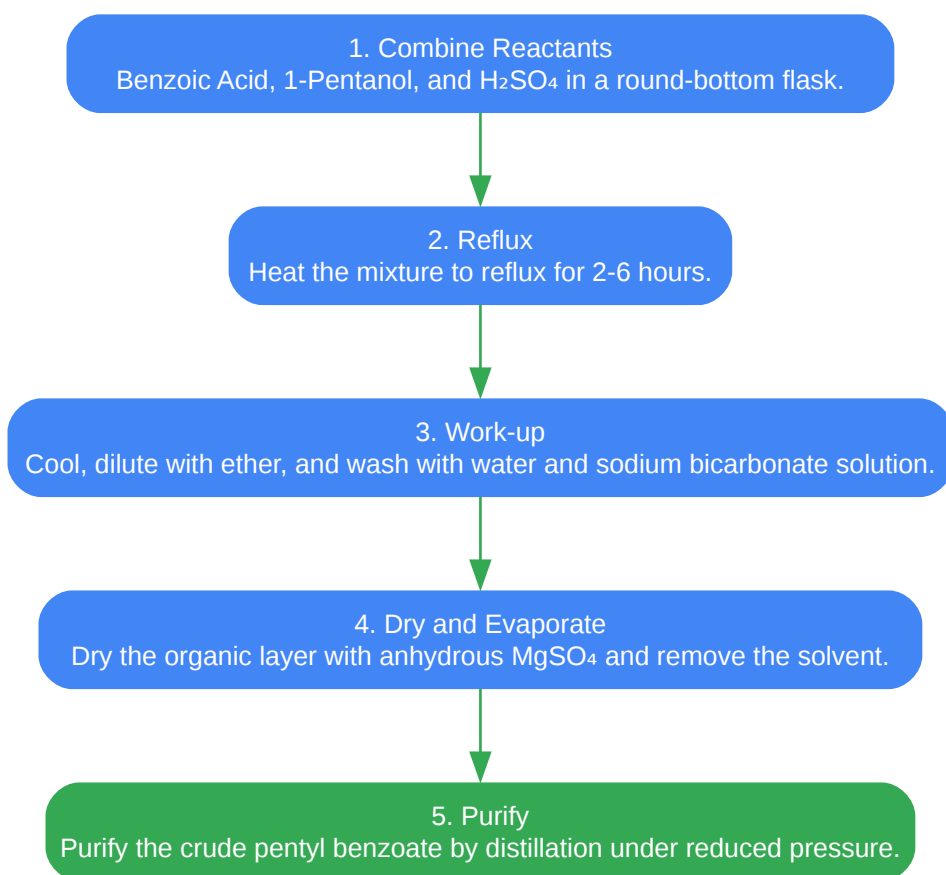 1. Combine Reactants
Benzoic Acid, 1-Pentanol, and H₂SO₄ in a round-bottom flask.
2. Reflux
Heat the mixture to reflux for 2-6 hours.
3. Work-up
Cool, dilute with ether, and wash with water and sodium bicarbonate solution.
4. Dry and Evaporate
Dry the organic layer with anhydrous MgSO₄ and remove the solvent.
5. Purify
Purify the crude pentyl benzoate by distillation under reduced pressure.